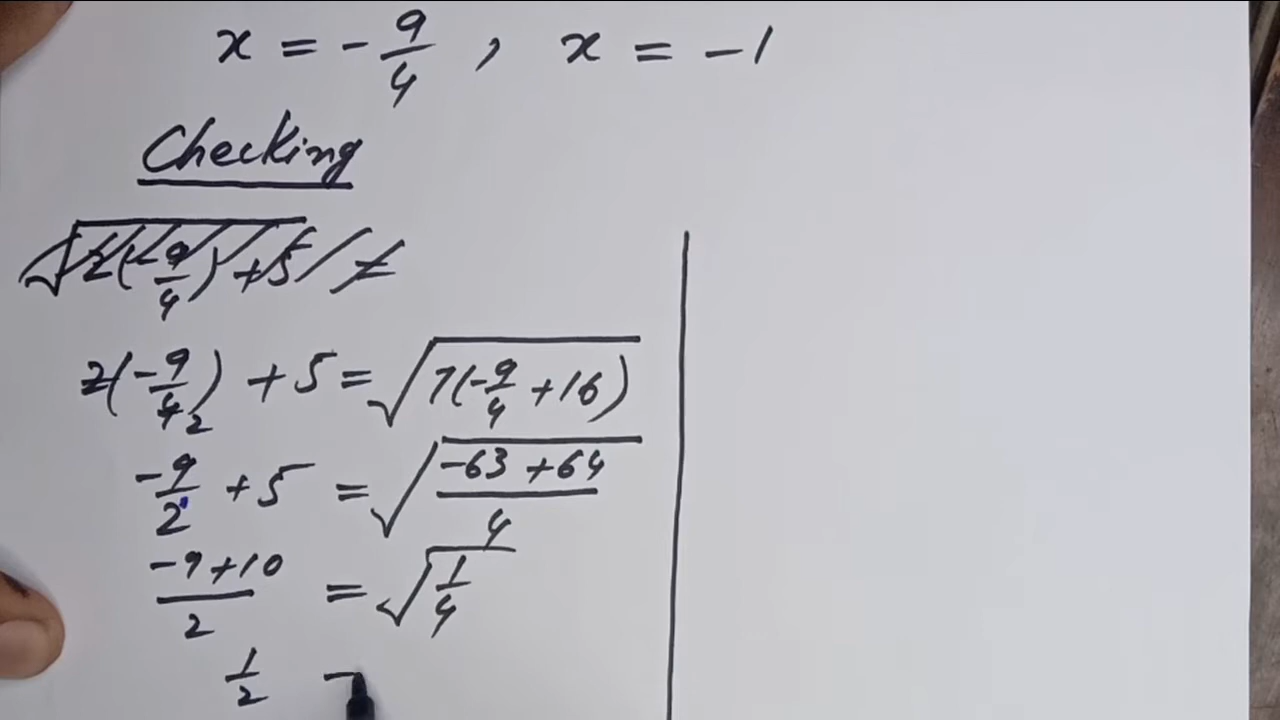 x = -9/4 , x = -1
Checking
√(2(-9/4)+5) =
2(-9/4 2) + 5 = √(7(-9/4 + 16))
-9/2 + 5 = √((-63 + 64)/4)
(-9 + 10)/2 = √(1/4)
1/2 -